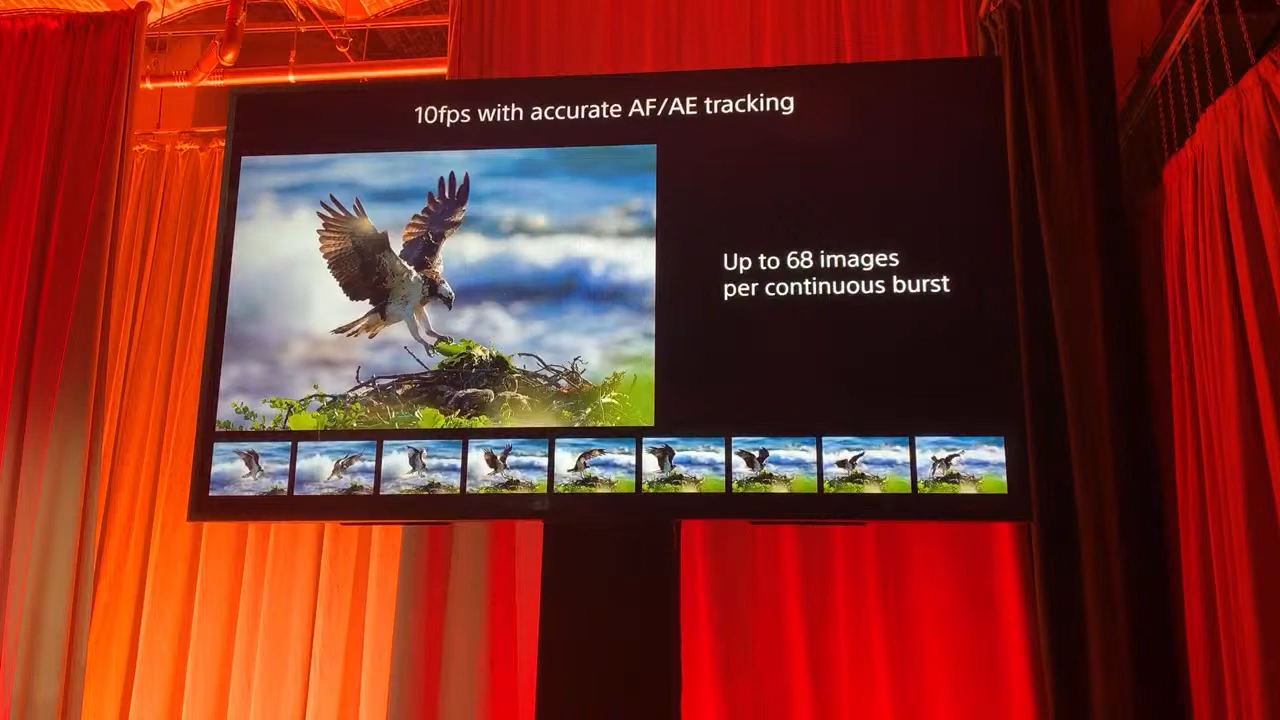 10fps with accurate AF/AE tracking
Up to 68 images
per continuous burst